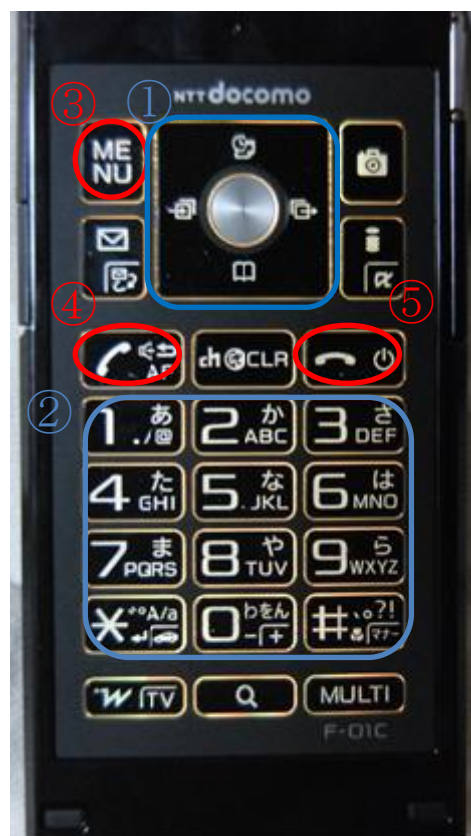 ③ ①
NTT docomo
ME
NU
④ ⑤
AF
ch CLR
②
1 あ ./@
2 か ABC
3 さ DEF
4 た GHI
5 な JKL
6 は MNO
7 ま PQRS
8 や TUV
9 ら WXYZ
* ゛゜A/a
0 わをん -+
# 、。?! マナー
W TV
MULTI
F-01C